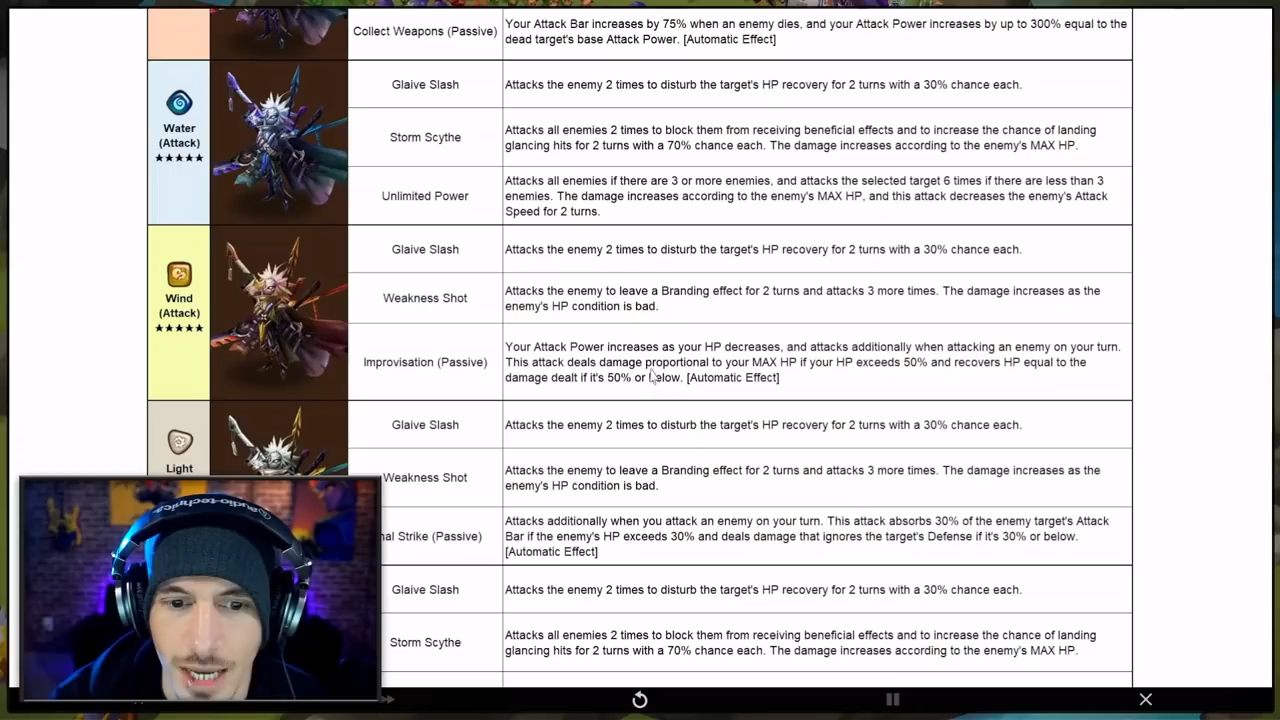 Collect Weapons (Passive)
Your Attack Bar increases by 75% when an enemy dies, and your Attack Power increases by up to 300% equal to the
dead target's base Attack Power. [Automatic Effect]
Water
(Attack)
★★★★★
Glaive Slash
Attacks the enemy 2 times to disturb the target's HP recovery for 2 turns with a 30% chance each.
Storm Scythe
Attacks all enemies 2 times to block them from receiving beneficial effects and to increase the chance of landing
glancing hits for 2 turns with a 70% chance each. The damage increases according to the enemy's MAX HP.
Unlimited Power
Attacks all enemies if there are 3 or more enemies, and attacks the selected target 6 times if there are less than 3
enemies. The damage increases according to the enemy's MAX HP, and this attack decreases the enemy's Attack
Speed for 2 turns.
Wind
(Attack)
★★★★★
Glaive Slash
Attacks the enemy 2 times to disturb the target's HP recovery for 2 turns with a 30% chance each.
Weakness Shot
Attacks the enemy to leave a Branding effect for 2 turns and attacks 3 more times. The damage increases as the
enemy's HP condition is bad.
Improvisation (Passive)
Your Attack Power increases as your HP decreases, and attacks additionally when attacking an enemy on your turn.
This attack deals damage proportional to your MAX HP if your HP exceeds 50% and recovers HP equal to the
damage dealt if it's 50% or below. [Automatic Effect]
Light
Glaive Slash
Attacks the enemy 2 times to disturb the target's HP recovery for 2 turns with a 30% chance each.
Weakness Shot
Attacks the enemy to leave a Branding effect for 2 turns and attacks 3 more times. The damage increases as the
enemy's HP condition is bad.
nal Strike (Passive)
Attacks additionally when you attack an enemy on your turn. This attack absorbs 30% of the enemy target's Attack
Bar if the enemy's HP exceeds 30% and deals damage that ignores the target's Defense if it's 30% or below.
[Automatic Effect]
Glaive Slash
Attacks the enemy 2 times to disturb the target's HP recovery for 2 turns with a 30% chance each.
Storm Scythe
Attacks all enemies 2 times to block them from receiving beneficial effects and to increase the chance of landing
glancing hits for 2 turns with a 70% chance each. The damage increases according to the enemy's MAX HP.
audio-technica